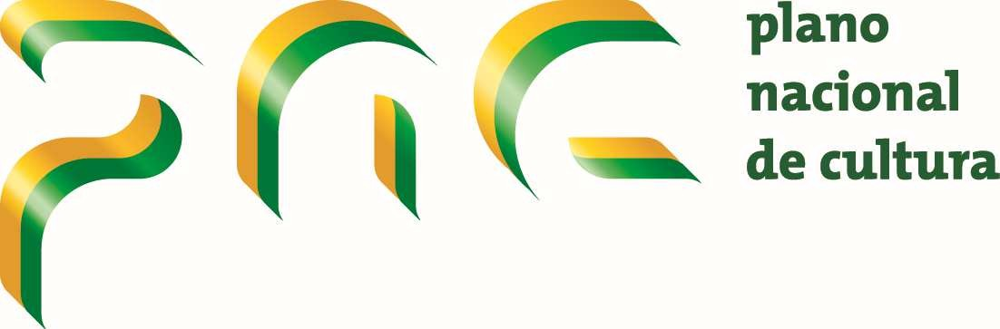 pnc
plano
nacional
de cultura